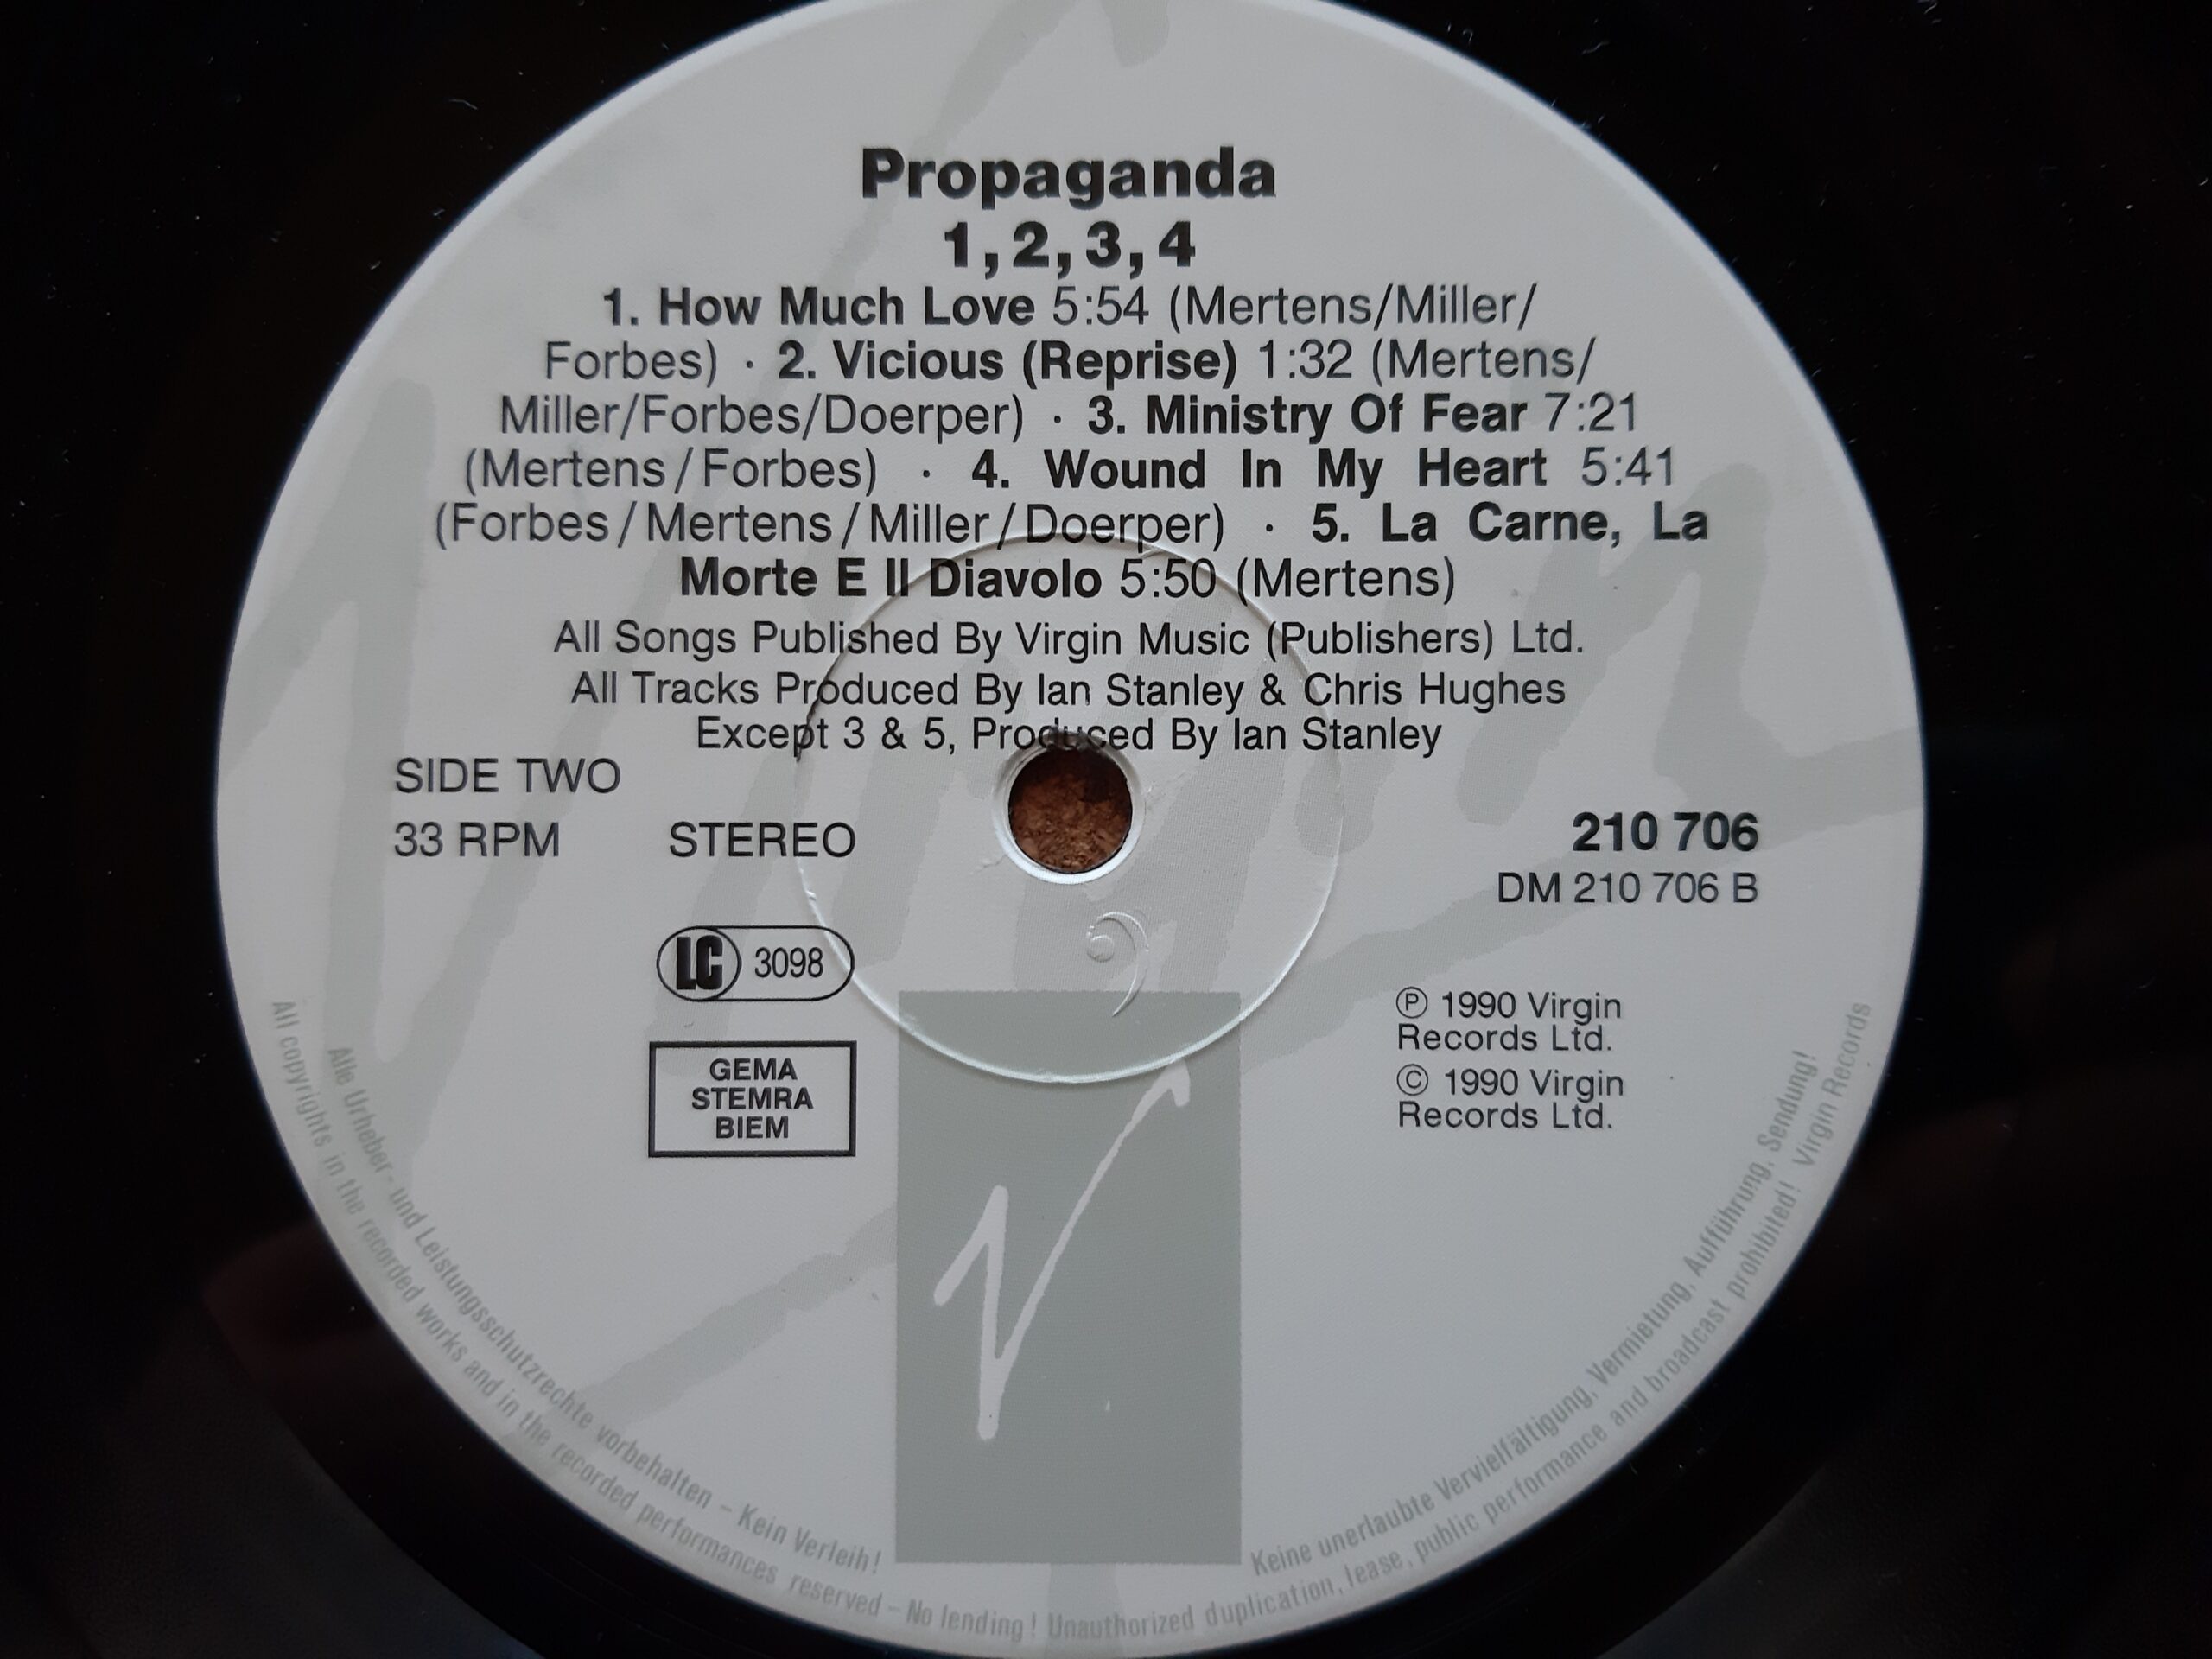 Propaganda
1, 2, 3, 4
1. How Much Love 5:54 (Mertens/Miller/
Forbes) · 2. Vicious (Reprise) 1:32 (Mertens/
Miller/Forbes/Doerper) · 3. Ministry Of Fear 7:21
(Mertens/Forbes) · 4. Wound In My Heart 5:41
(Forbes/Mertens/Miller/Doerper) · 5. La Carne, La
Morte E Il Diavolo 5:50 (Mertens)
All Songs Published By Virgin Music (Publishers) Ltd.
All Tracks Produced By Ian Stanley & Chris Hughes
Except 3 & 5, Produced By Ian Stanley
SIDE TWO
33 RPM STEREO
210 706
DM 210 706 B
LC 3098
GEMA
STEMRA
BIEM
℗ 1990 Virgin
Records Ltd.
© 1990 Virgin
Records Ltd.
Virgin
V
Alle Urheber- und Leistungsschutzrechte vorbehalten – Kein Verleih! Keine unerlaubte Vervielfältigung, Vermietung, Aufführung, Sendung!
All copyrights in the recorded works and in the recorded performances reserved – No lending! Unauthorized duplication, lease, public performance and broadcast prohibited! Virgin Records